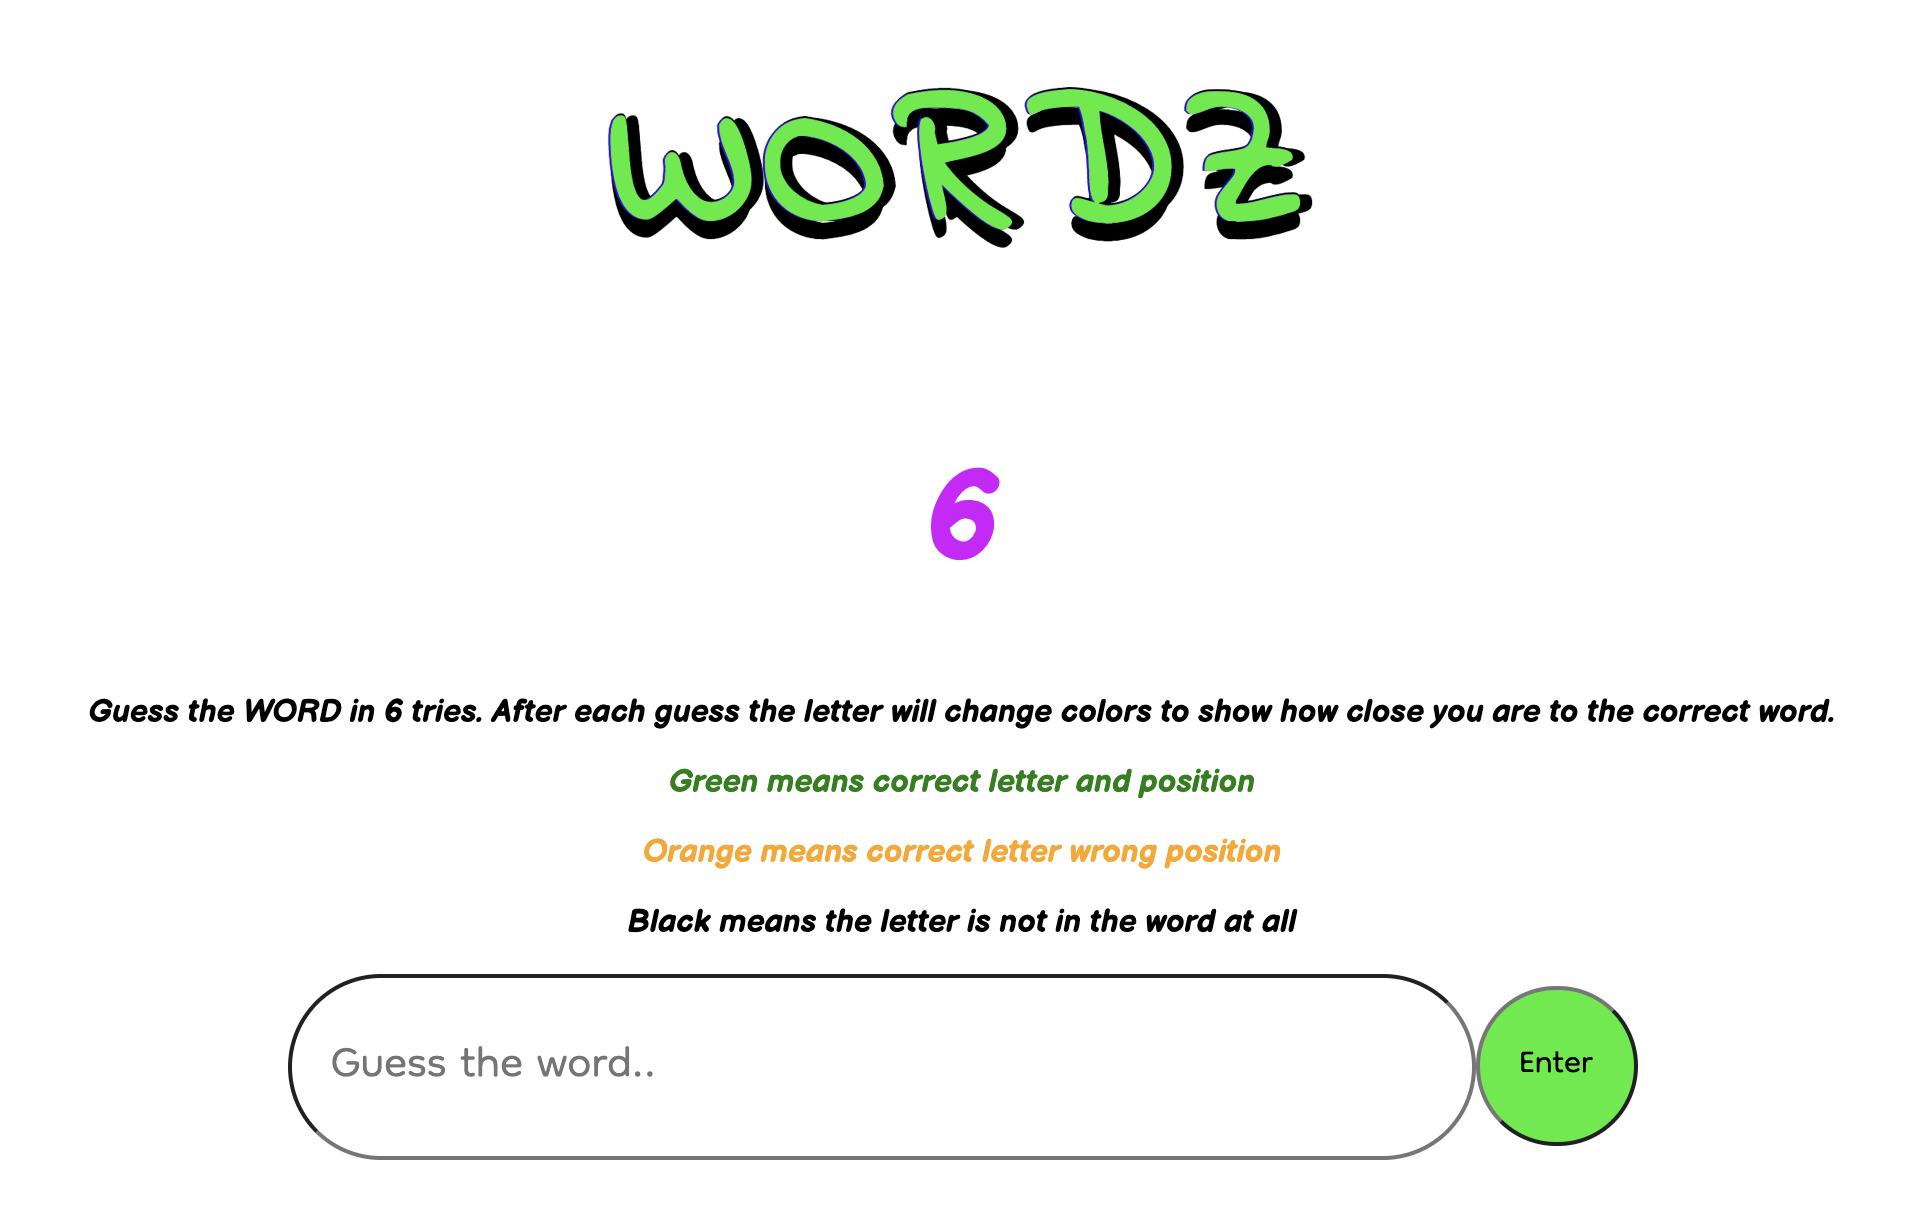 WORDZ
6
Guess the WORD in 6 tries. After each guess the letter will change colors to show how close you are to the correct word.
Green means correct letter and position
Orange means correct letter wrong position
Black means the letter is not in the word at all
Guess the word..
Enter